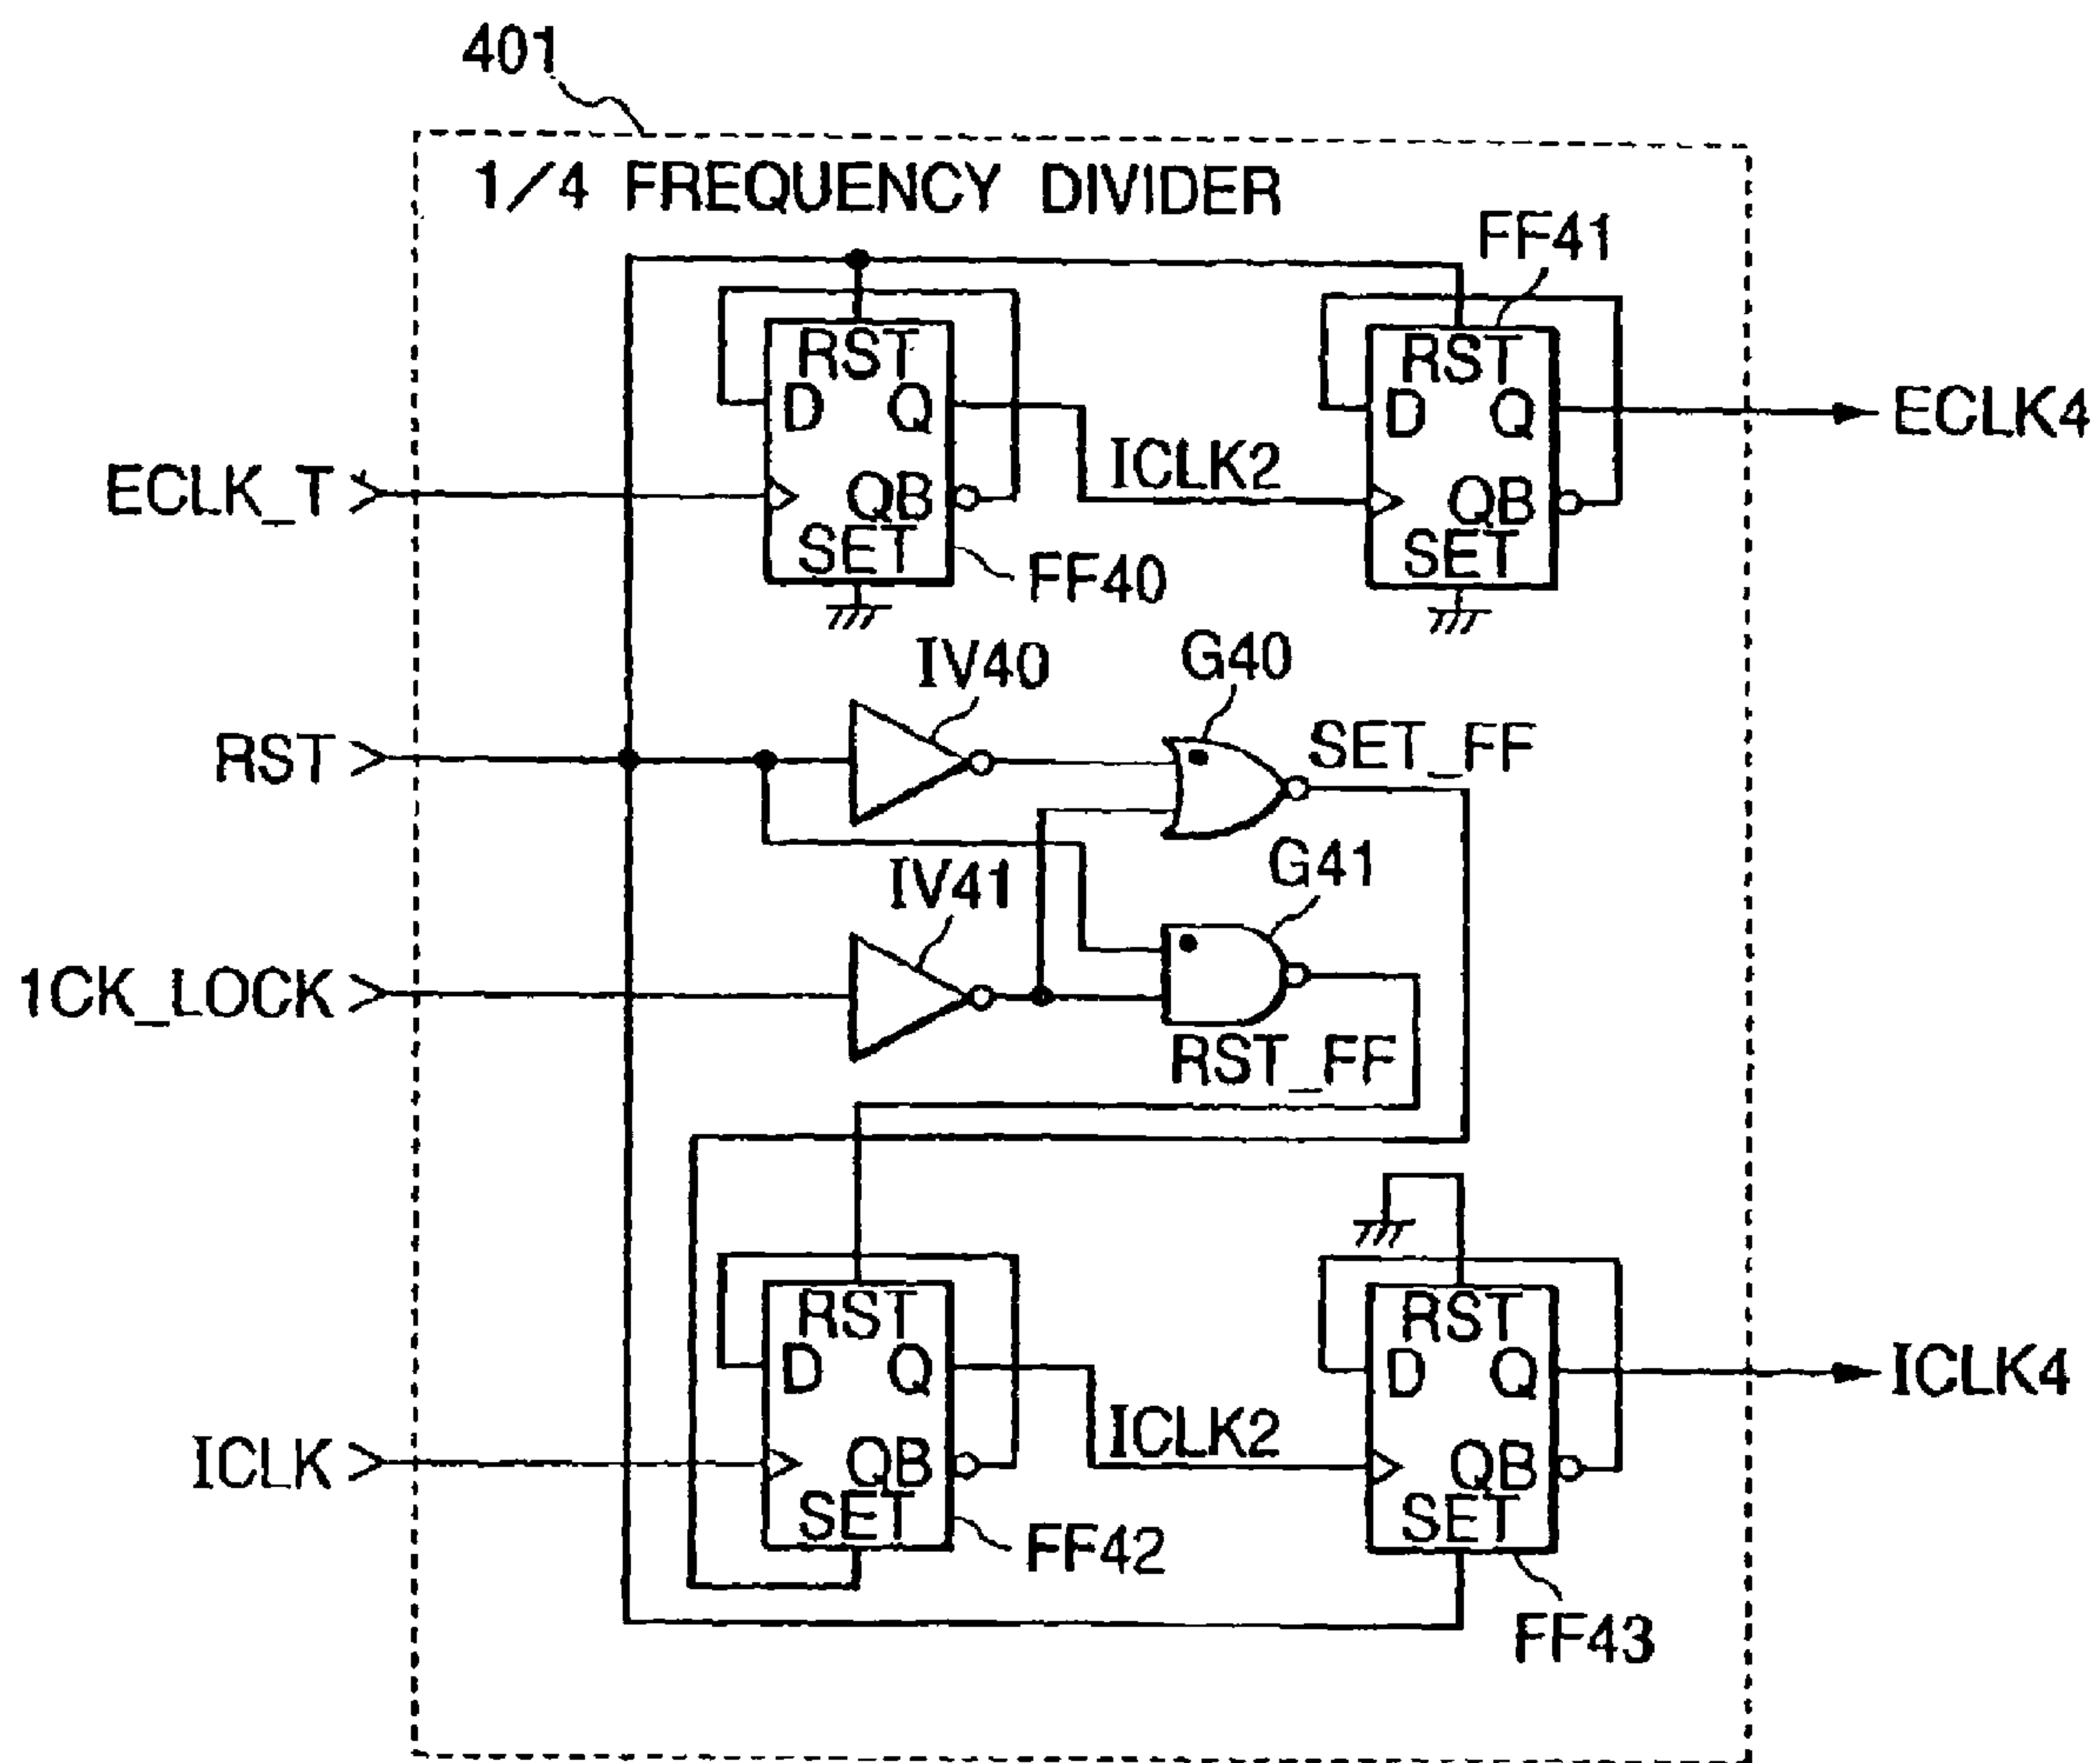 401
1/4 FREQUENCY DIVIDER
FF41
RST
D Q
QB
SET
RST
D Q
QB
SET
ECLK4
ECLK_T
ICLK2
FF40
IV40
G40
SET_FF
RST
IV41
G41
1CK_LOCK
RST_FF
RST
D Q
QB
SET
RST
D Q
QB
SET
ICLK4
ICLK
ICLK2
FF42
FF43